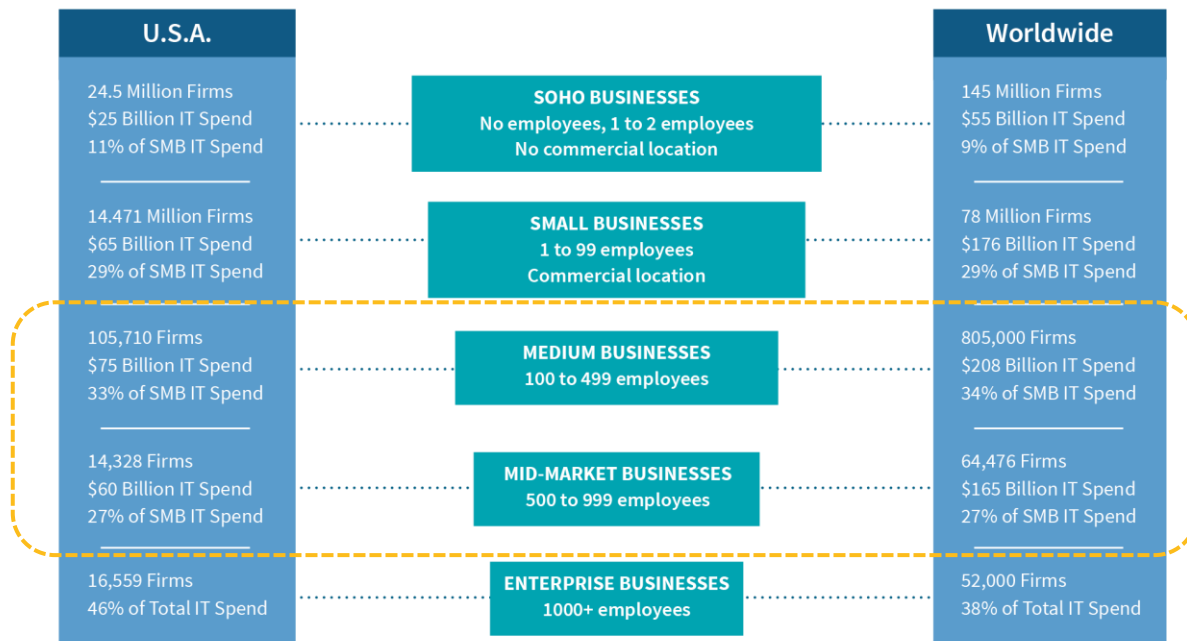 U.S.A.
24.5 Million Firms
$25 Billion IT Spend
11% of SMB IT Spend
14.471 Million Firms
$65 Billion IT Spend
29% of SMB IT Spend
105,710 Firms
$75 Billion IT Spend
33% of SMB IT Spend
14,328 Firms
$60 Billion IT Spend
27% of SMB IT Spend
16,559 Firms
46% of Total IT Spend
SOHO BUSINESSES
No employees, 1 to 2 employees
No commercial location
SMALL BUSINESSES
1 to 99 employees
Commercial location
MEDIUM BUSINESSES
100 to 499 employees
MID-MARKET BUSINESSES
500 to 999 employees
ENTERPRISE BUSINESSES
1000+ employees
Worldwide
145 Million Firms
$55 Billion IT Spend
9% of SMB IT Spend
78 Million Firms
$176 Billion IT Spend
29% of SMB IT Spend
805,000 Firms
$208 Billion IT Spend
34% of SMB IT Spend
64,476 Firms
$165 Billion IT Spend
27% of SMB IT Spend
52,000 Firms
38% of Total IT Spend